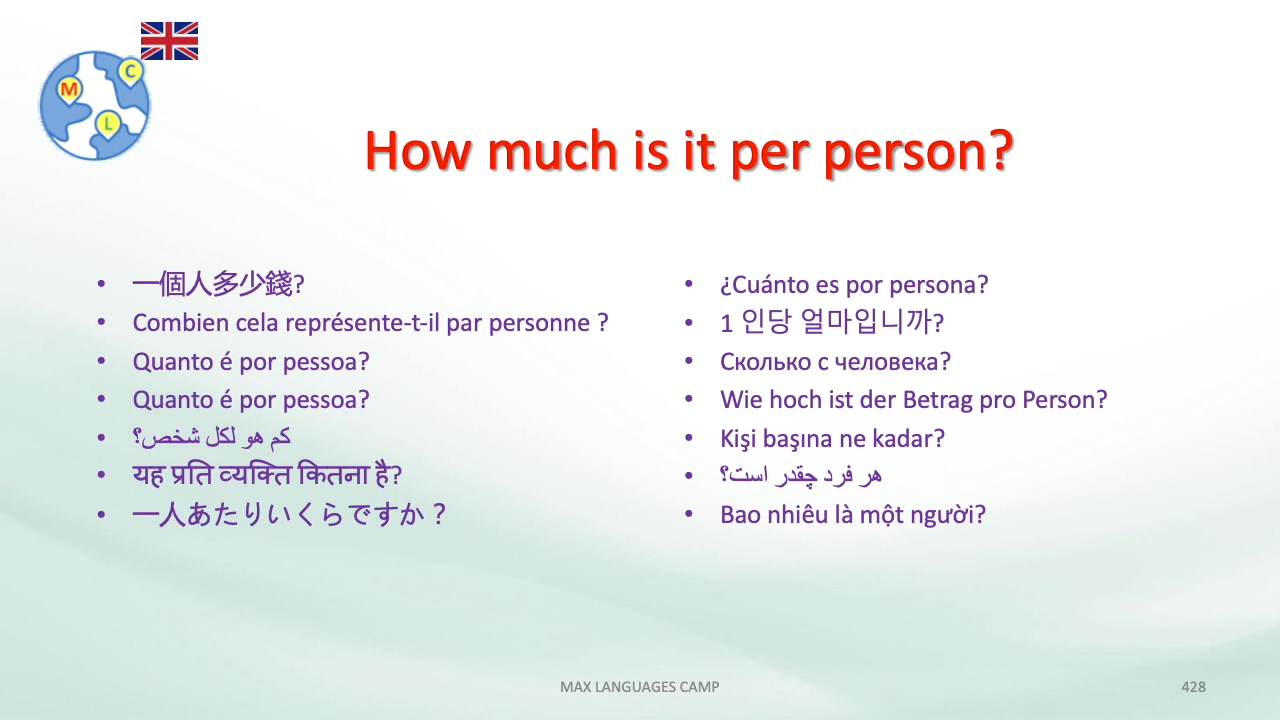 C
M
L
How much is it per person?
• 一個人多少錢?
• Combien cela représente-t-il par personne ?
• Quanto é por pessoa?
• Quanto é por pessoa?
• كم هو لكل شخص؟
• यह प्रति व्यक्ति कितना है?
• 一人あたりいくらですか？
• ¿Cuánto es por persona?
• 1 인당 얼마입니까?
• Сколько с человека?
• Wie hoch ist der Betrag pro Person?
• Kişi başına ne kadar?
• هر فرد چقدر است؟
• Bao nhiêu là một người?
MAX LANGUAGES CAMP
428